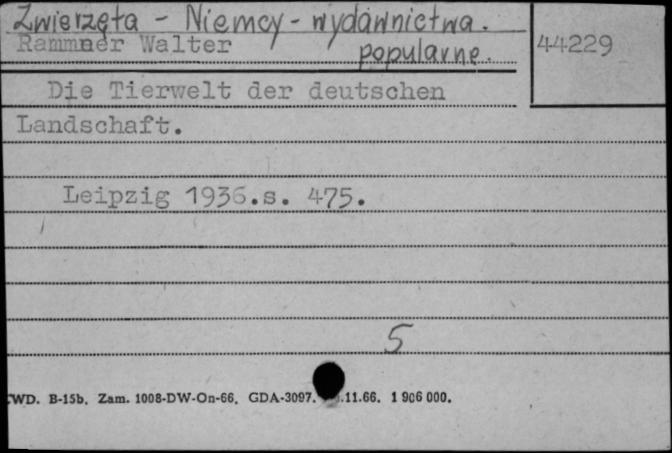 Zwierzęta - Niemcy - wydawnictwa popularne.
Rammner Walter
44229
Die Tierwelt der deutschen
Landschaft.
Leipzig 1936.s. 475.
5
WD. B-15b. Zam. 1008-DW-On-66. GDA-3097. .11.66. 1 906 000.